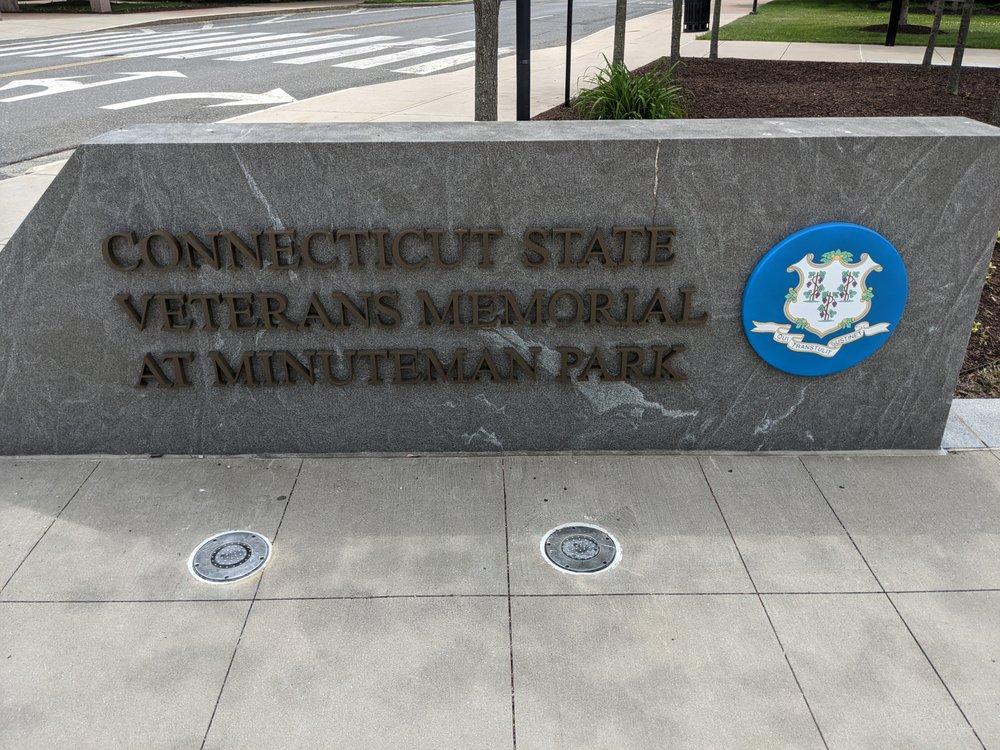 CONNECTICUT STATE
VETERANS MEMORIAL
AT MINUTEMAN PARK
QUI TRANSTULIT SUSTINET